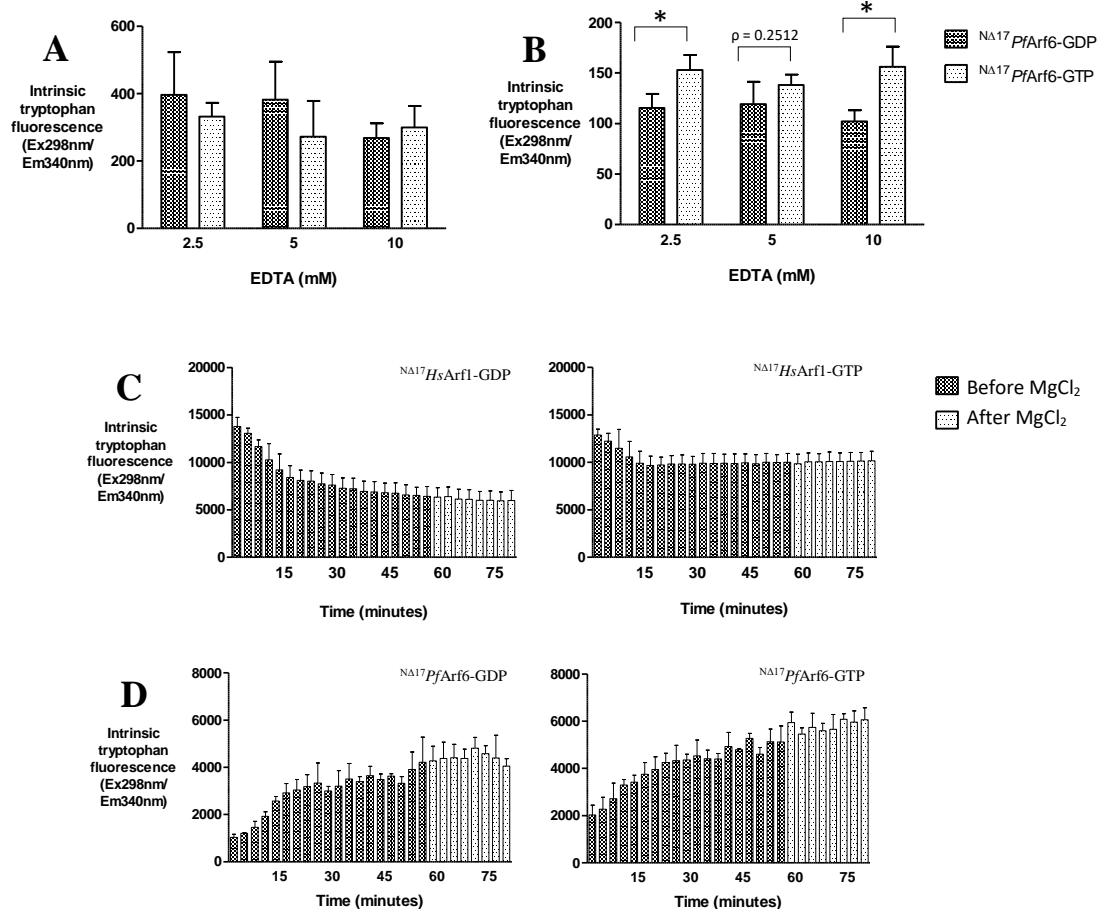 A
Intrinsic
tryptophan
fluorescence
(Ex298nm/
Em340nm)
600
400
200
0
2.5 5 10
EDTA (mM)
B
Intrinsic
tryptophan
fluorescence
(Ex298nm/
Em340nm)
200
150
100
50
0
*
ρ = 0.2512
*
2.5 5 10
EDTA (mM)
NΔ17PfArf6-GDP
NΔ17PfArf6-GTP
C
Intrinsic
tryptophan
fluorescence
(Ex298nm/
Em340nm)
NΔ17HsArf1-GDP
20000
15000
10000
5000
0
15 30 45 60 75
Time (minutes)
NΔ17HsArf1-GTP
20000
15000
10000
5000
0
15 30 45 60 75
Time (minutes)
Before MgCl₂
After MgCl₂
D
Intrinsic
tryptophan
fluorescence
(Ex298nm/
Em340nm)
NΔ17PfArf6-GDP
8000
6000
4000
2000
0
15 30 45 60 75
Time (minutes)
NΔ17PfArf6-GTP
8000
6000
4000
2000
0
15 30 45 60 75
Time (minutes)